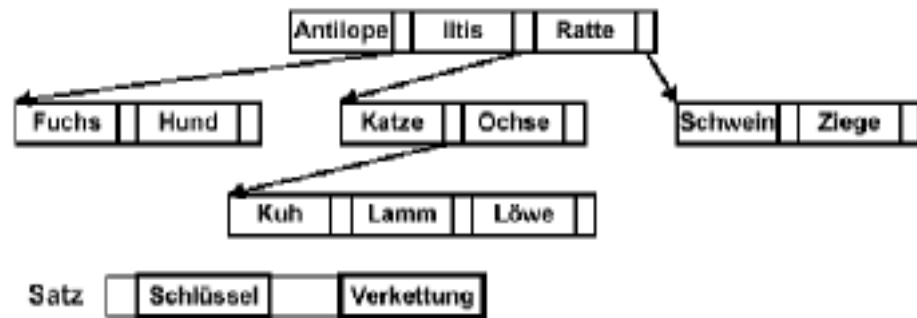 Antilope Iltis Ratte
Fuchs Hund Katze Ochse Schwein Ziege
Kuh Lamm Löwe
Satz Schlüssel Verkettung